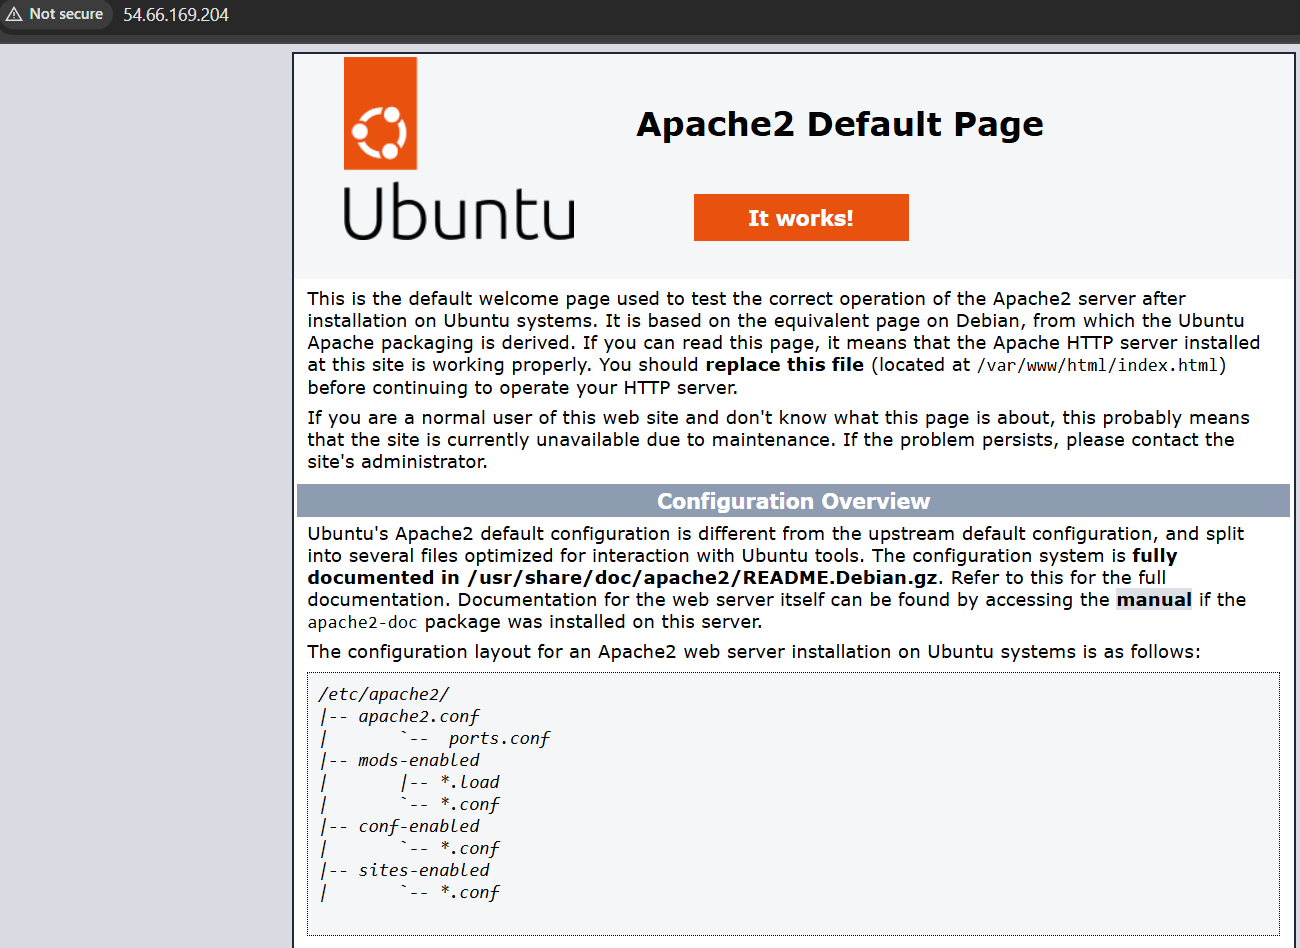 Not secure 54.66.169.204
Apache2 Default Page
Ubuntu
It works!
This is the default welcome page used to test the correct operation of the Apache2 server after
installation on Ubuntu systems. It is based on the equivalent page on Debian, from which the Ubuntu
Apache packaging is derived. If you can read this page, it means that the Apache HTTP server installed
at this site is working properly. You should replace this file (located at /var/www/html/index.html)
before continuing to operate your HTTP server.
If you are a normal user of this web site and don't know what this page is about, this probably means
that the site is currently unavailable due to maintenance. If the problem persists, please contact the
site's administrator.
Configuration Overview
Ubuntu's Apache2 default configuration is different from the upstream default configuration, and split
into several files optimized for interaction with Ubuntu tools. The configuration system is fully
documented in /usr/share/doc/apache2/README.Debian.gz. Refer to this for the full
documentation. Documentation for the web server itself can be found by accessing the manual if the
apache2-doc package was installed on this server.
The configuration layout for an Apache2 web server installation on Ubuntu systems is as follows:
/etc/apache2/
|-- apache2.conf
|       `--  ports.conf
|-- mods-enabled
|       |-- *.load
|       `-- *.conf
|-- conf-enabled
|       `-- *.conf
|-- sites-enabled
|       `-- *.conf